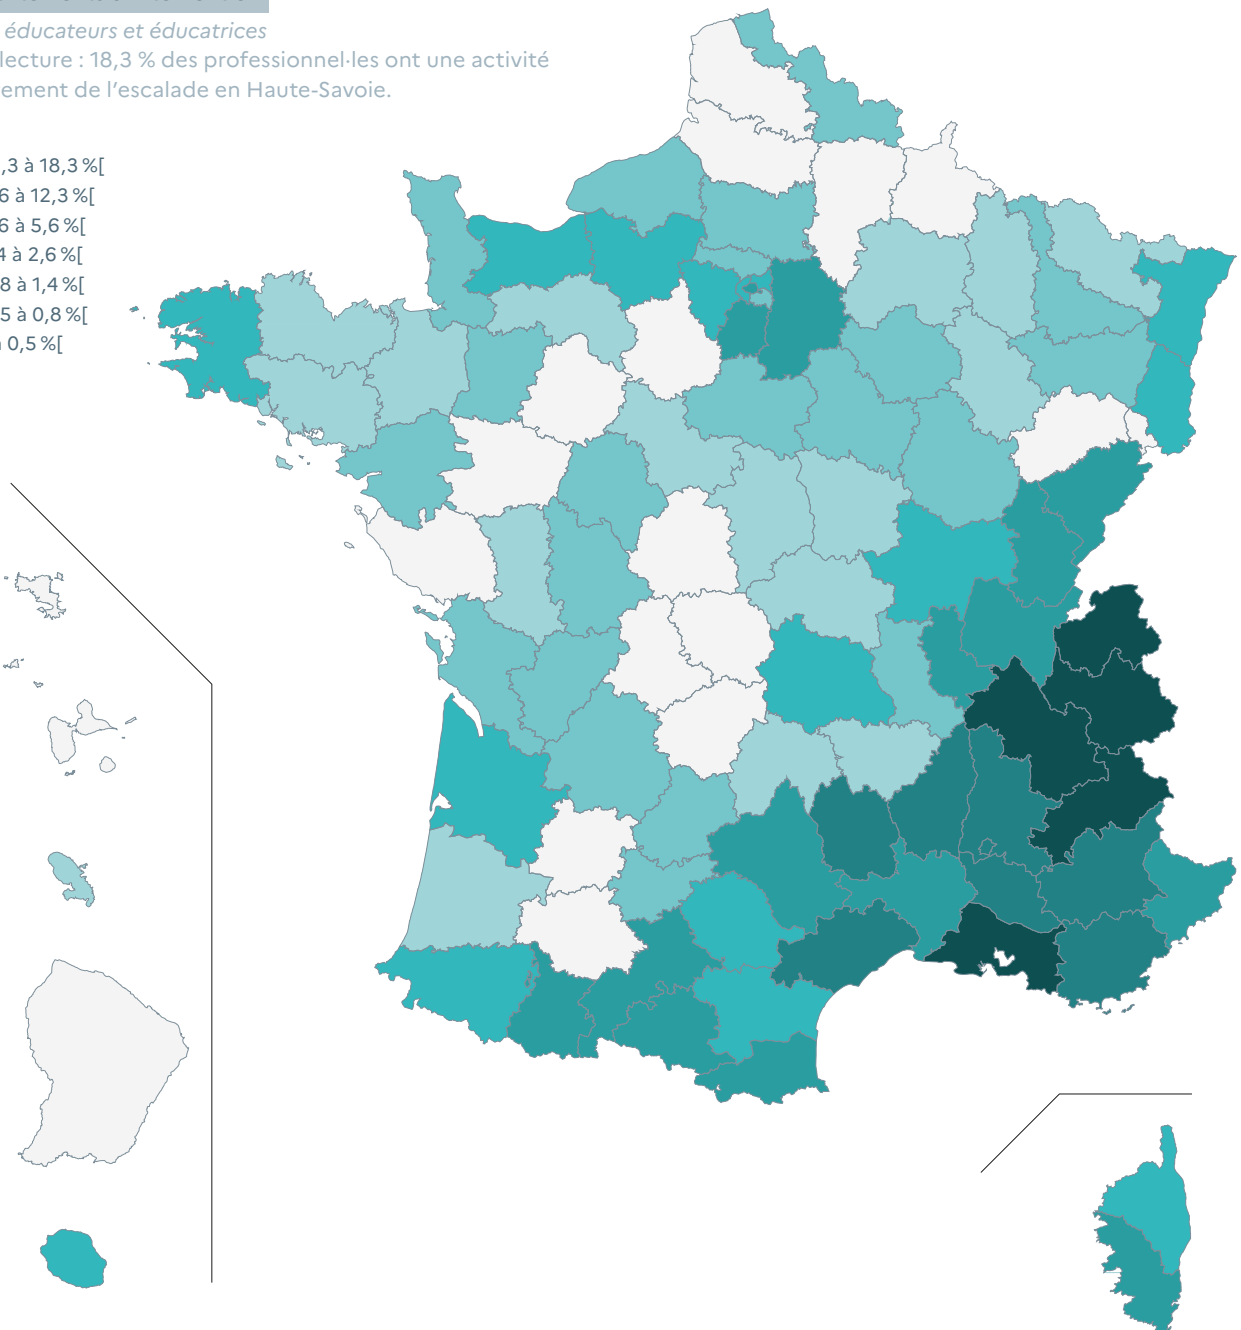 éducateurs et éducatrices
lecture : 18,3 % des professionnel·les ont une activité
ement de l'escalade en Haute-Savoie.
,3 à 18,3 %[
6 à 12,3 %[
6 à 5,6 %[
4 à 2,6 %[
8 à 1,4 %[
5 à 0,8 %[
0,5 %[